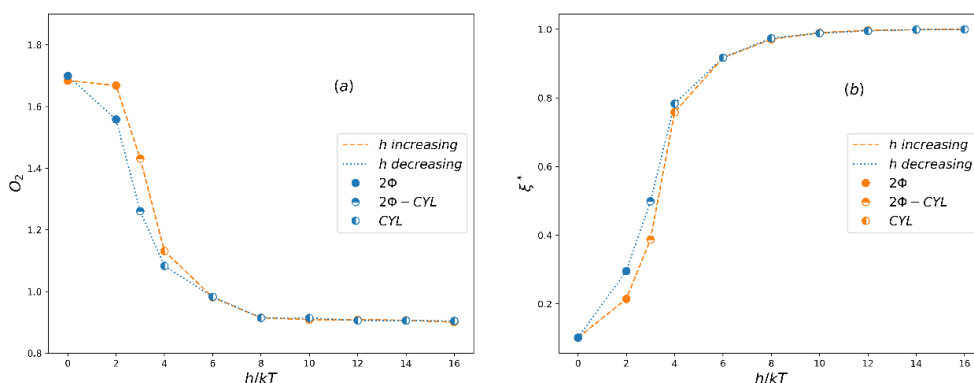 1.8
1.6
1.4
1.2
1.0
0.8
O₂
(a)
h increasing
h decreasing
2Φ
2Φ − CYL
CYL
0 2 4 6 8 10 12 14 16
h/kT
1.0
0.8
0.6
0.4
0.2
ξ*
(b)
h increasing
h decreasing
2Φ
2Φ − CYL
CYL
0 2 4 6 8 10 12 14 16
h/kT